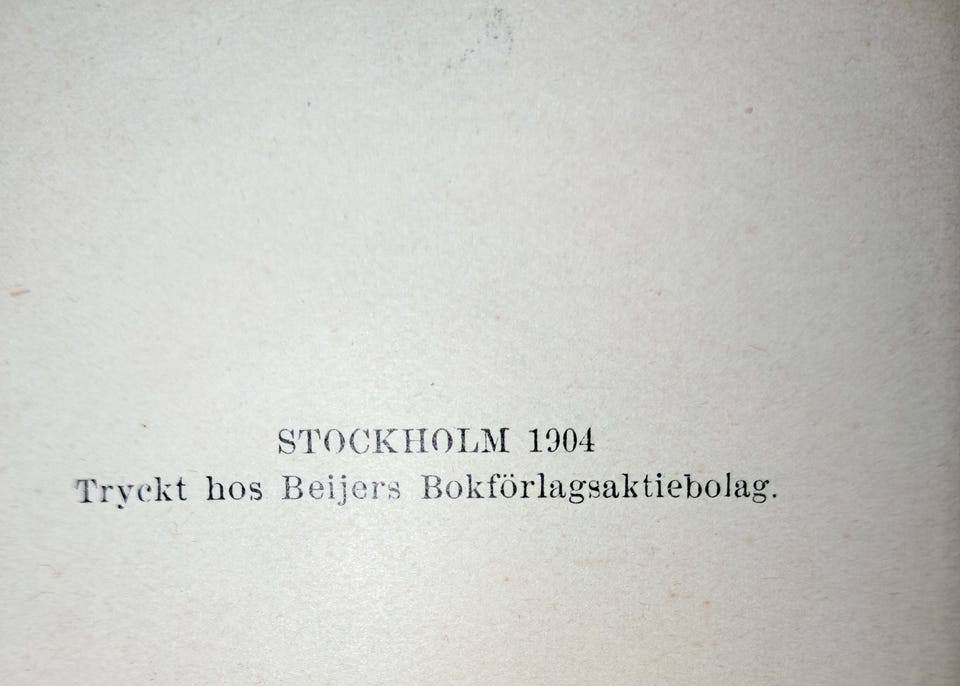 STOCKHOLM 1904
Tryckt hos Beijers Bokförlagsaktiebolag.